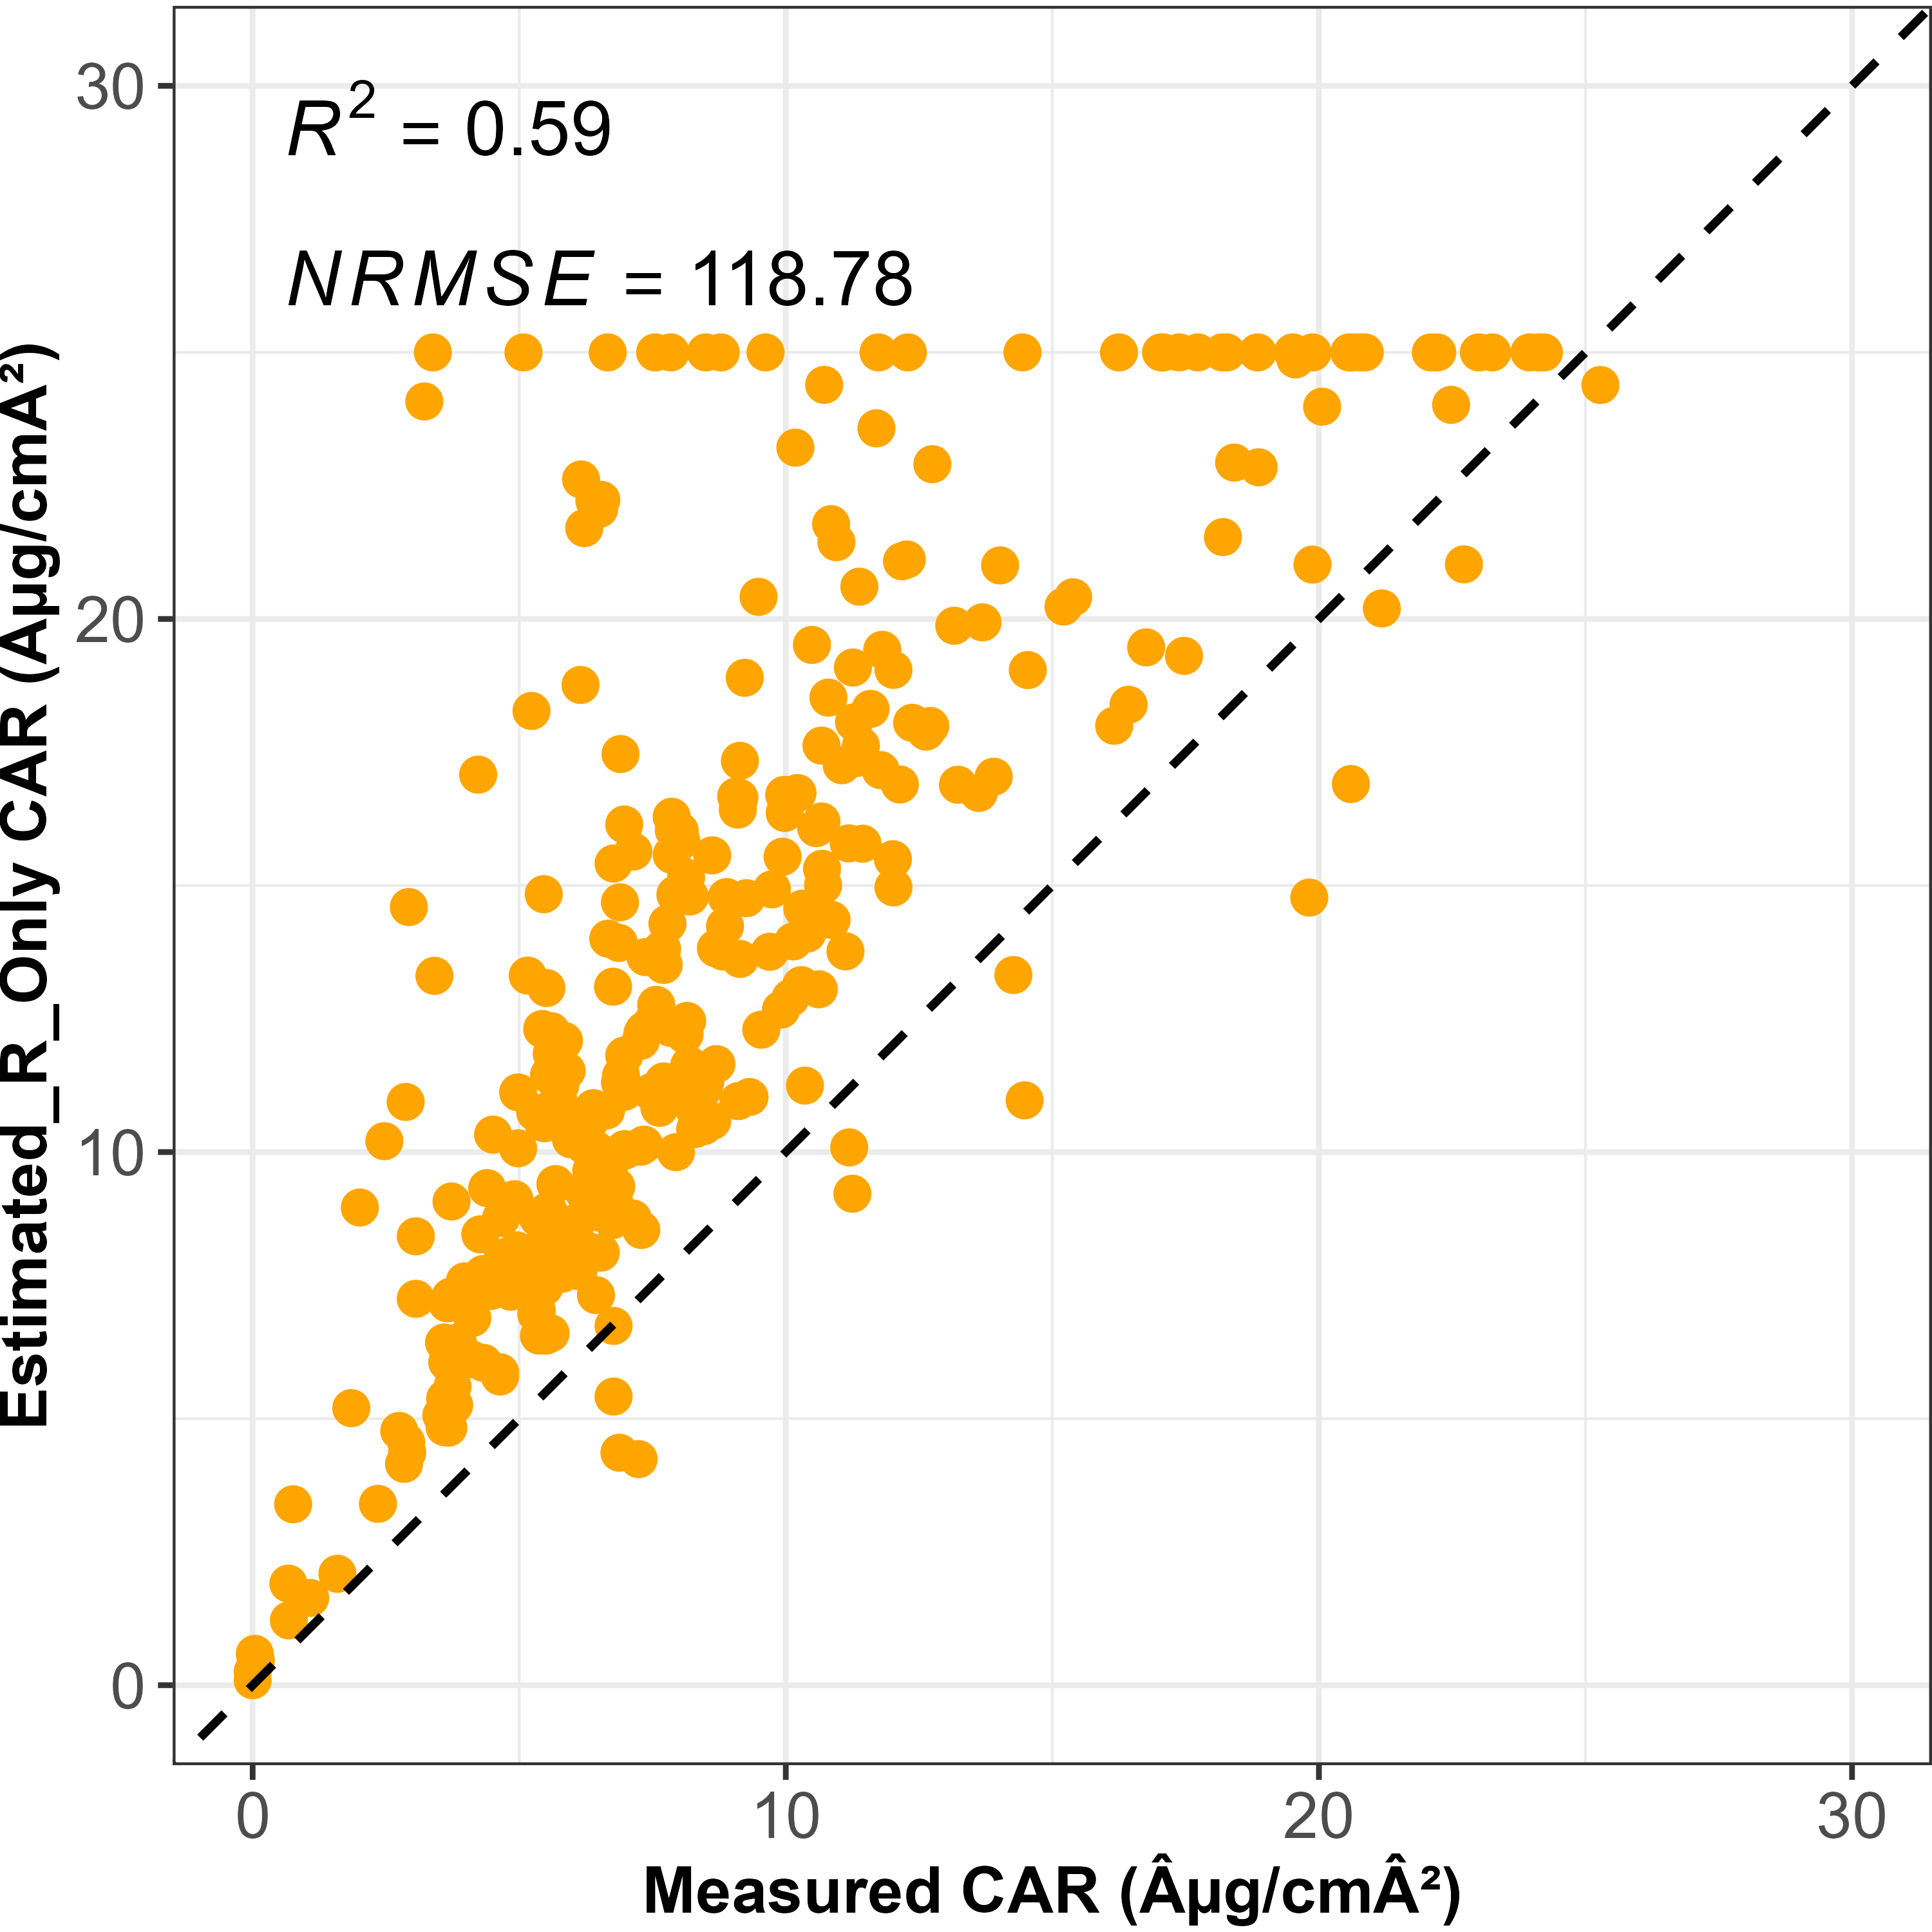 R² = 0.59
NRMSE = 118.78
Estimated_R_Only CAR (Âµg/cmÂ²)
30
20
10
0
0 10 20 30
Measured CAR (Âµg/cmÂ²)